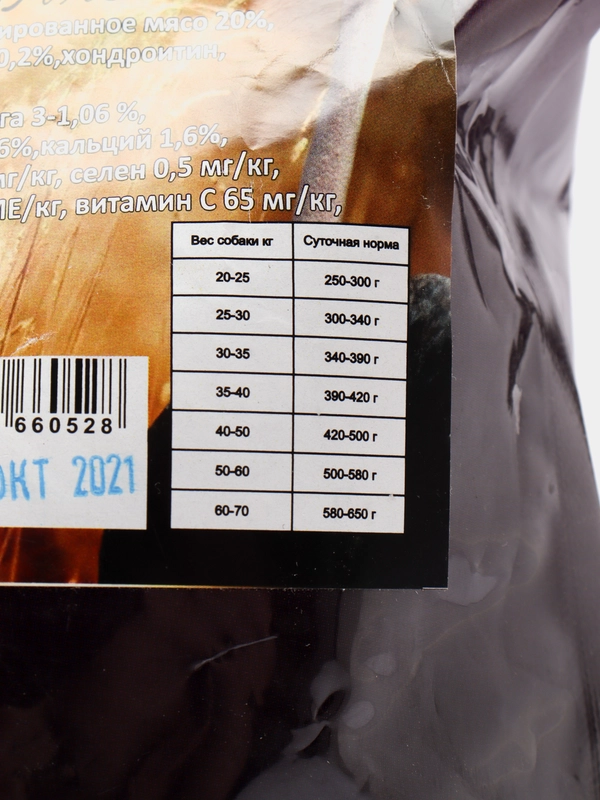 ированное мясо 20%,
0,2%,хондроитин,
га 3-1,06 %,
6%,кальций 1,6%,
мг/кг, селен 0,5 мг/кг,
МЕ/кг, витамин С 65 мг/кг,
Вес собаки кг Суточная норма
20-25 250-300 г
25-30 300-340 г
30-35 340-390 г
35-40 390-420 г
40-50 420-500 г
50-60 500-580 г
60-70 580-650 г
660528
ОКТ 2021